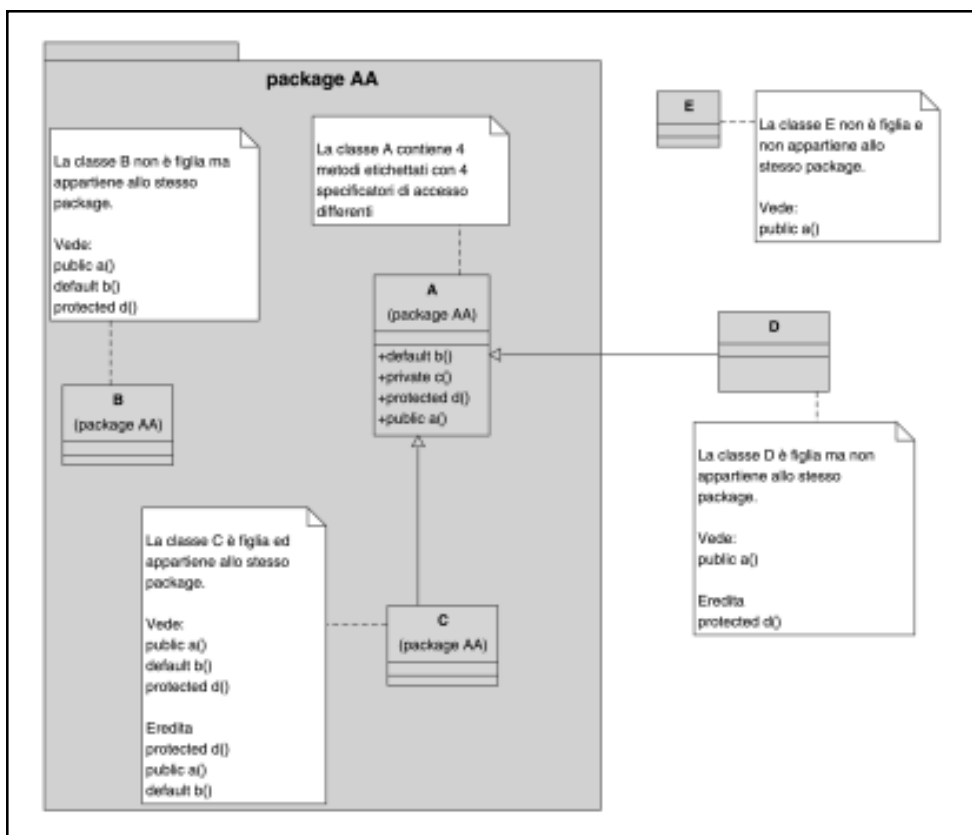 package AA
La classe B non è figlia ma
appartiene allo stesso
package.
Vede:
public a()
default b()
protected d()
B
(package AA)
La classe A contiene 4
metodi etichettati con 4
specificatori di accesso
differenti
A
(package AA)
+default b()
+private c()
+protected d()
+public a()
La classe C è figlia ed
appartiene allo stesso
package.
Vede:
public a()
default b()
protected d()
Eredita
protected d()
public a()
default b()
C
(package AA)
E
La classe E non è figlia e
non appartiene allo
stesso package.
Vede:
public a()
D
La classe D è figlia ma non
appartiene allo stesso
package.
Vede:
public a()
Eredita
protected d()